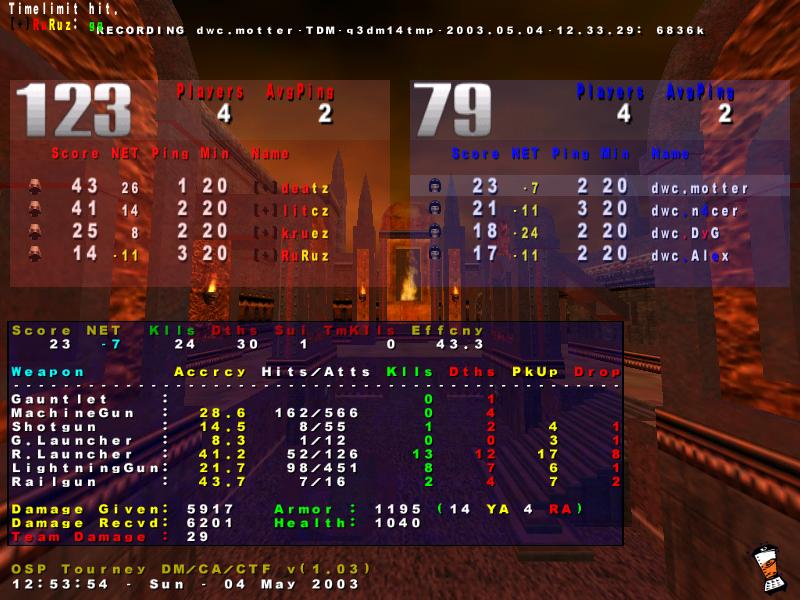 Timelimit hit.
[+]RuRuz: gg
RECORDING dwc.motter-TDM-q3dm14tmp-2003.05.04-12.33.29: 6836k
123 Players AvgPing
4 2
Score NET Ping Min Name
43 26 1 20 [+]deatz
41 14 2 20 [+]litcz
25 8 2 20 [+]kruez
14 -11 3 20 [+]RuRuz
79 Players AvgPing
4 2
Score NET Ping Min Name
23 -7 2 20 dwc.motter
21 -11 3 20 dwc.n4cer
18 -24 2 20 dwc.DyG
17 -11 2 20 dwc.Alex
Score NET Klls Dths Sui TmKlls Effcny
23 -7 24 30 1 0 43.3
Weapon Accrcy Hits/Atts Klls Dths PkUp Drop
- - - - - - - - - - - - - - - - - - - - - - - - - - - - - - - - - - - - - - - - - - - - -
Gauntlet : 0 1
MachineGun : 28.6 162/566 0 4
Shotgun : 14.5 8/55 1 2 4 1
G.Launcher : 8.3 1/12 0 0 3 1
R.Launcher : 41.2 52/126 13 12 17 8
LightningGun: 21.7 98/451 8 7 6 1
Railgun : 43.7 7/16 2 4 7 2
Damage Given: 5917 Armor : 1195 (14 YA 4 RA)
Damage Recvd: 6201 Health: 1040
Team Damage : 29
OSP Tourney DM/CA/CTF v(1.03)
12:53:54 - Sun - 04 May 2003